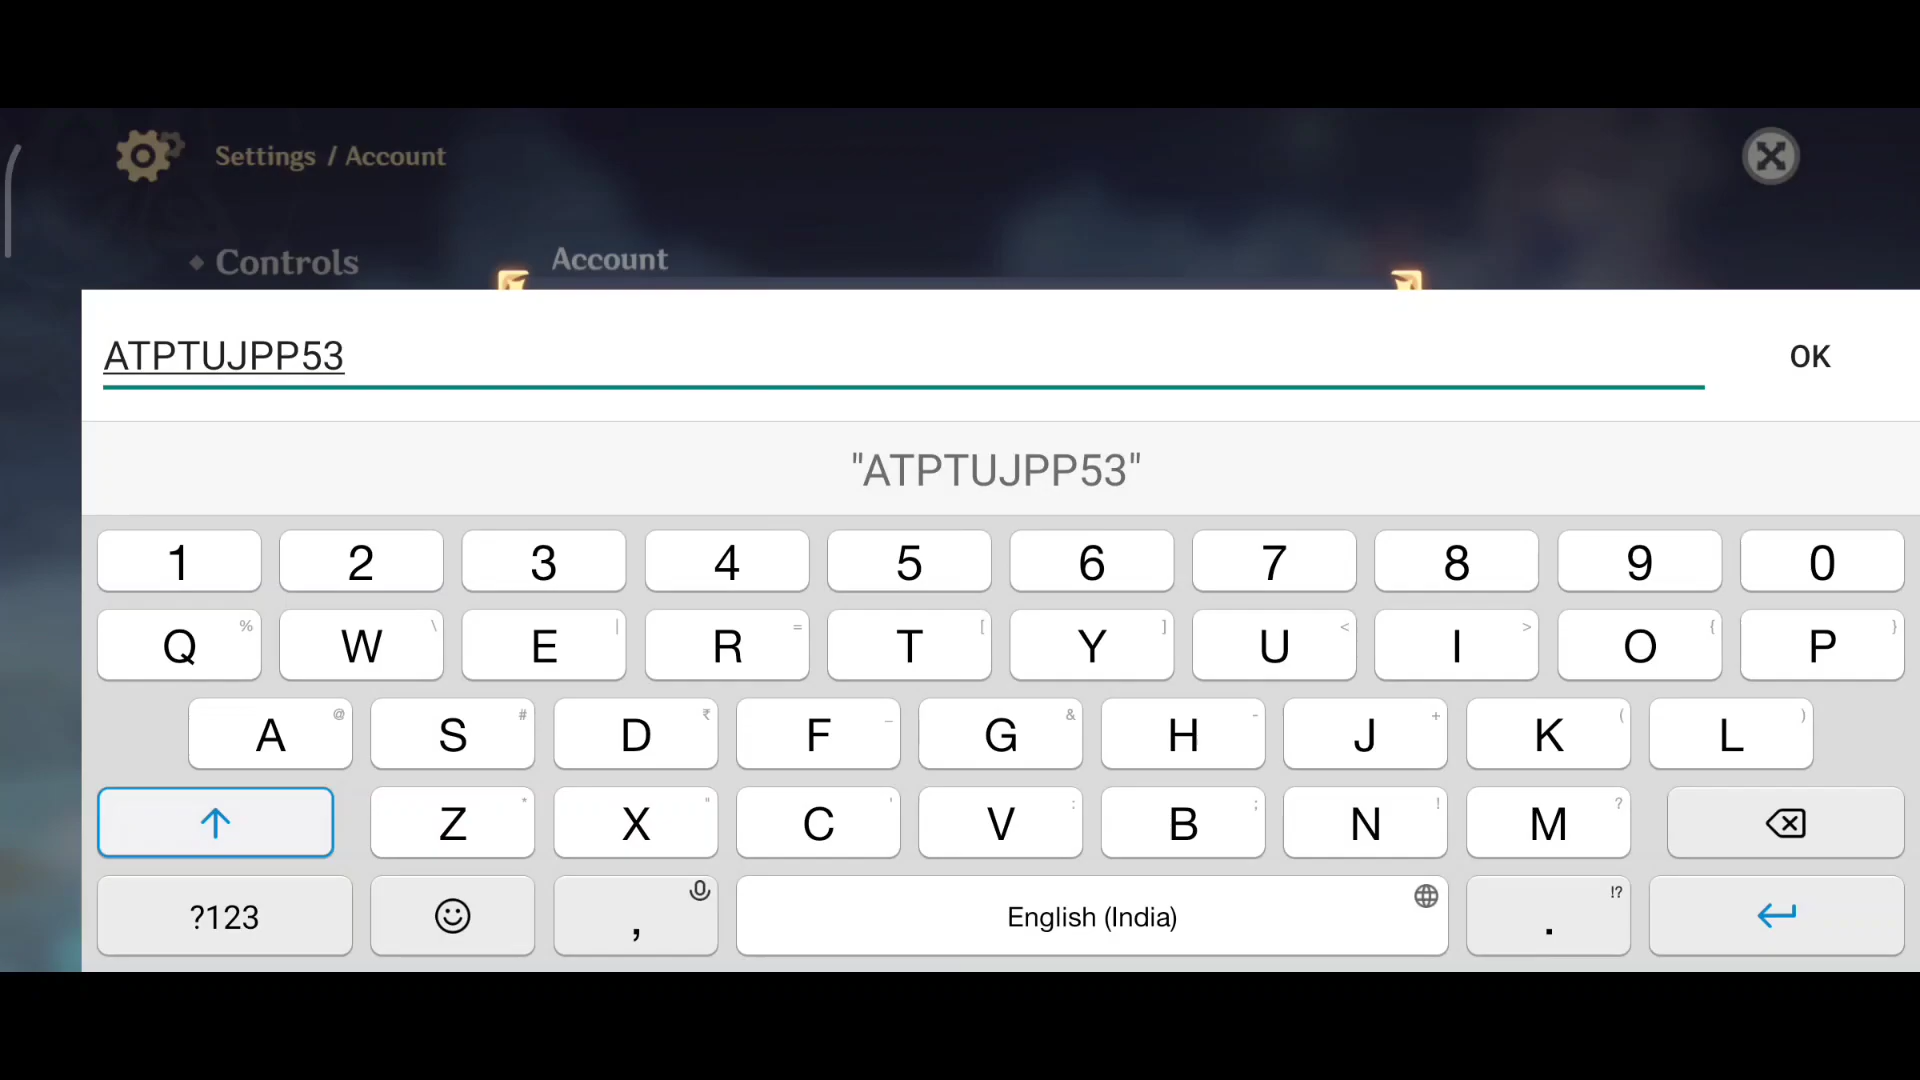 Settings / Account
Controls
Account
ATPTUJPP53
OK
"ATPTUJPP53"
1 2 3 4 5 6 7 8 9 0
Q % W \ E | R = T [ Y ] U < I > O { P }
A @ S # D ₹ F _ G & H - J + K ( L )
Z * X " C ' V : B ; N ! M ?
?123 , English (India) . !?